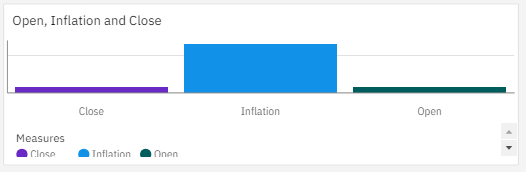 Open, Inflation and Close
Close Inflation Open
Measures
Close Inflation Open